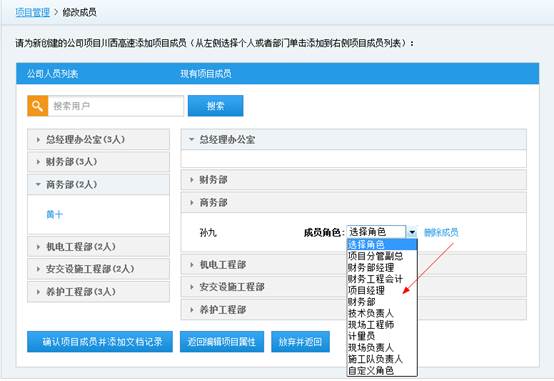 项目管理 > 修改成员
请为新创建的公司项目川西高速添加项目成员（从左侧选择个人或者部门单击添加到右侧项目成员列表）：
公司人员列表 现有项目成员
搜索用户 搜索
总经理办公室(3人)
财务部(3人)
商务部(2人)
黄十
机电工程部(2人)
安交设施工程部(2人)
养护工程部(3人)
总经理办公室
财务部
商务部
孙九 成员角色: 选择角色 删除成员
选择角色
项目分管副总
财务部经理
财务工程会计
项目经理
财务部
技术负责人
现场工程师
计量员
现场负责人
施工队负责人
自定义角色
机电工程部
安交设施工程部
养护工程部
确认项目成员并添加文档记录 返回编辑项目属性 放弃并返回